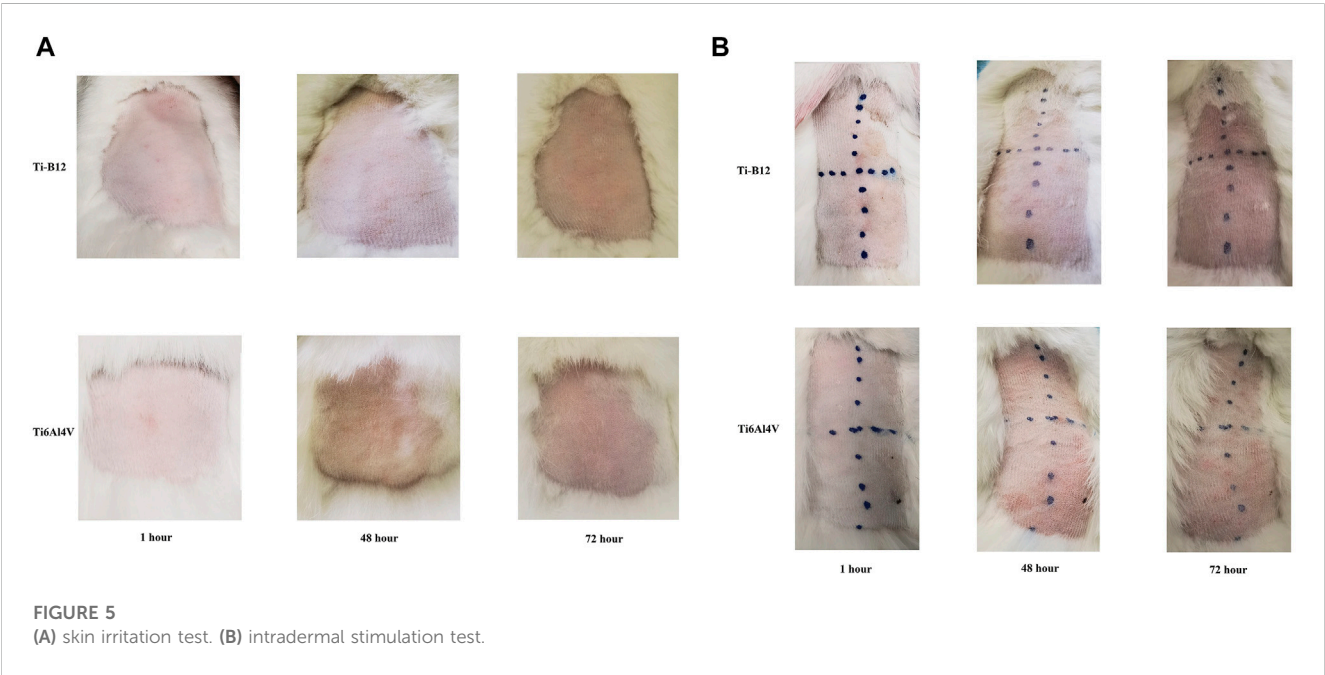 A
B
Ti-B12
Ti-B12
Ti6Al4V
Ti6Al4V
1 hour
48 hour
72 hour
1 hour
48 hour
72 hour
FIGURE 5
(A) skin irritation test. (B) intradermal stimulation test.